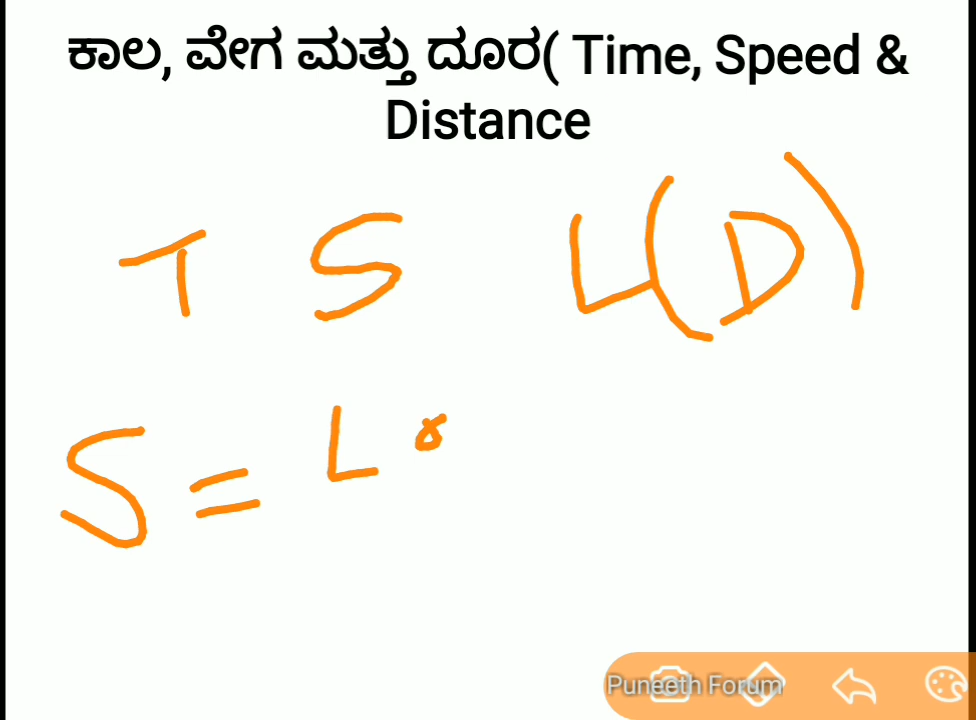 ಕಾಲ, ವೇಗ ಮತ್ತು ದೂರ( Time, Speed &
Distance
T S L(D)
S = L
Puneeth Forum